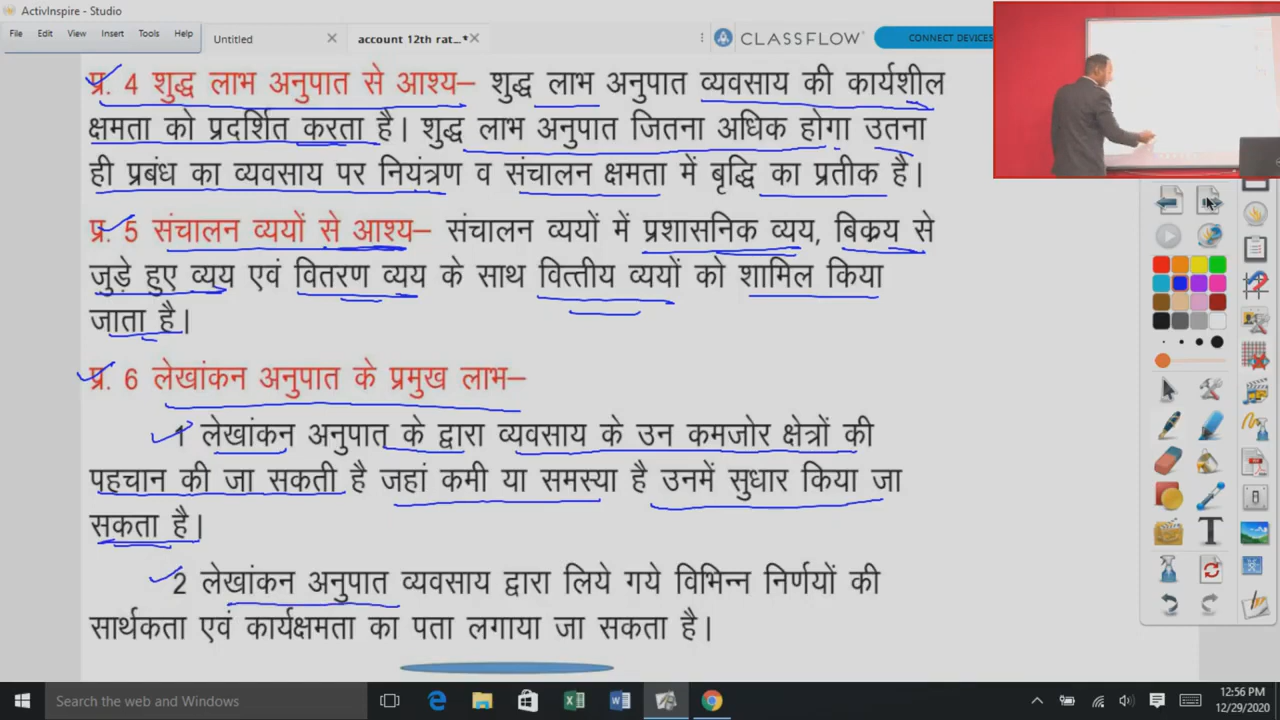 ActivInspire - Studio
File Edit View Insert Tools Help
Untitled
account 12th rat...*
CLASSFLOW
CONNECT DEVICES
प्र. 4 शुद्ध लाभ अनुपात से आश्य– शुद्ध लाभ अनुपात व्यवसाय की कार्यशील
क्षमता को प्रदर्शित करता है। शुद्ध लाभ अनुपात जितना अधिक होगा उतना
ही प्रबंध का व्यवसाय पर नियंत्रण व संचालन क्षमता में बृद्धि का प्रतीक है।
प्र. 5 संचालन व्ययों से आश्य– संचालन व्ययों में प्रशासनिक व्यय, बिक्रय से
जुड़े हुए व्यय एवं वितरण व्यय के साथ वित्तीय व्ययों को शामिल किया
जाता है।
प्र. 6 लेखांकन अनुपात के प्रमुख लाभ–
1 लेखांकन अनुपात के द्वारा व्यवसाय के उन कमजोर क्षेत्रों की
पहचान की जा सकती है जहां कमी या समस्या है उनमें सुधार किया जा
सकता है।
2 लेखांकन अनुपात व्यवसाय द्वारा लिये गये विभिन्न निर्णयों की
सार्थकता एवं कार्यक्षमता का पता लगाया जा सकता है।
Search the web and Windows
12:56 PM
12/29/2020